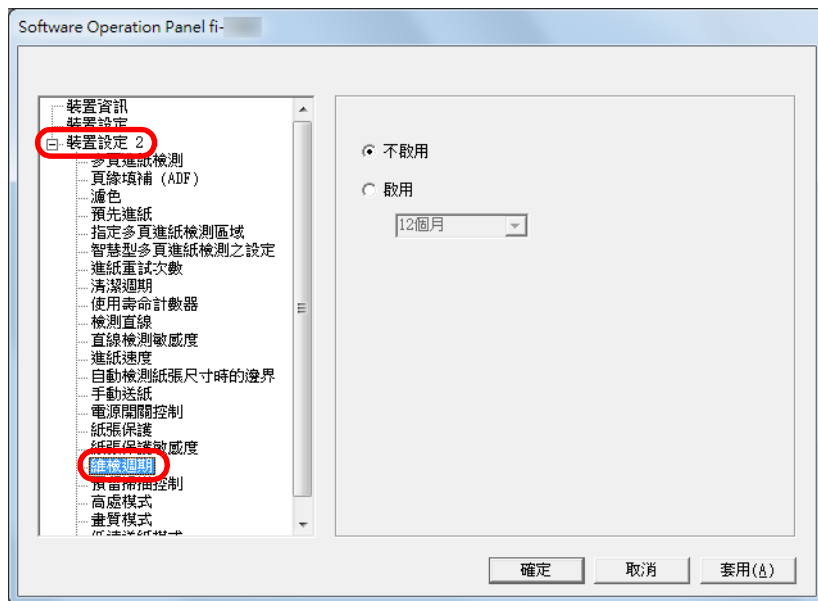 Software Operation Panel fi-
裝置資訊
裝置設定
裝置設定 2
多頁進紙檢測
頁緣填補 (ADF)
濾色
預先進紙
指定多頁進紙檢測區域
智慧型多頁進紙檢測之設定
進紙重試次數
清潔週期
使用壽命計數器
檢測直線
直線檢測敏感度
進紙速度
自動檢測紙張尺寸時的邊界
手動送紙
電源開關控制
紙張保護
紙張保護敏感度
維檢週期
預留掃描控制
高處模式
畫質模式
低速送紙模式
不啟用
啟用
12個月
確定
取消
套用(A)